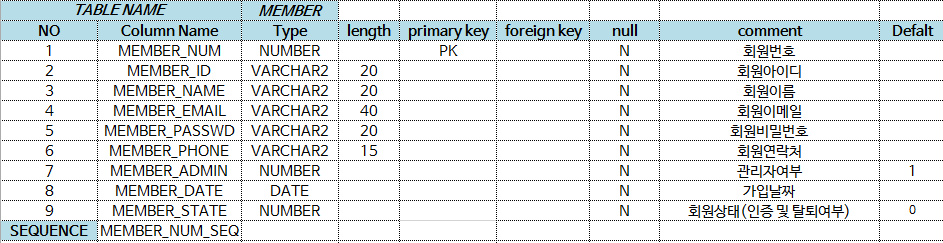 TABLE NAME MEMBER
NO Column Name Type length primary key foreign key null comment Defalt
1 MEMBER_NUM NUMBER PK N 회원번호
2 MEMBER_ID VARCHAR2 20 N 회원아이디
3 MEMBER_NAME VARCHAR2 20 N 회원이름
4 MEMBER_EMAIL VARCHAR2 40 N 회원이메일
5 MEMBER_PASSWD VARCHAR2 20 N 회원비밀번호
6 MEMBER_PHONE VARCHAR2 15 N 회원연락처
7 MEMBER_ADMIN NUMBER N 관리자여부 1
8 MEMBER_DATE DATE N 가입날짜
9 MEMBER_STATE NUMBER N 회원상태(인증 및 탈퇴여부) 0
SEQUENCE MEMBER_NUM_SEQ